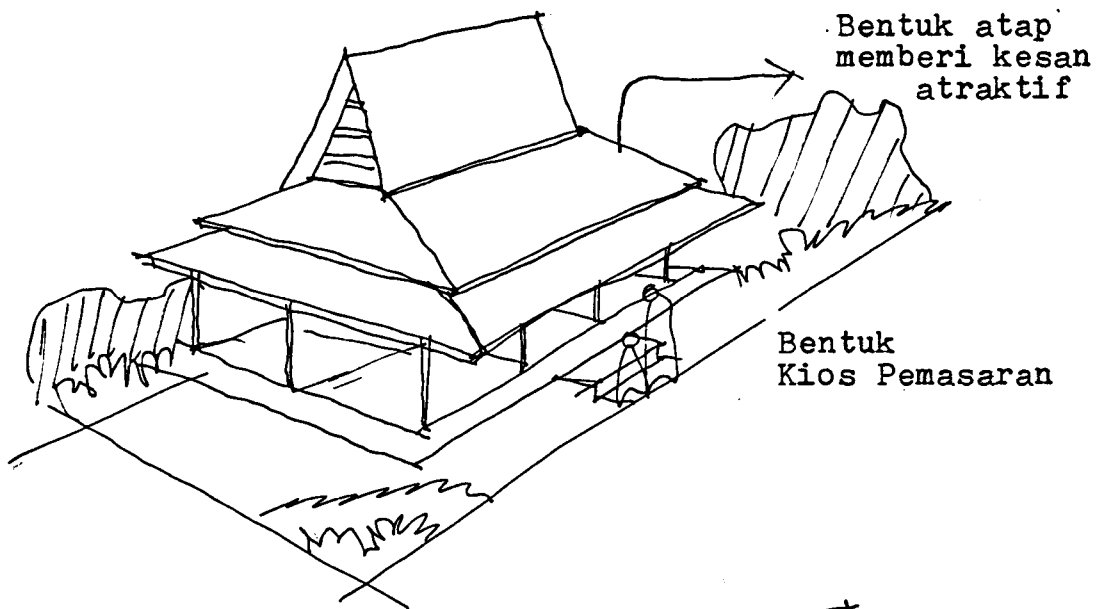 Bentuk atap
memberi kesan
atraktif
Bentuk
Kios Pemasaran